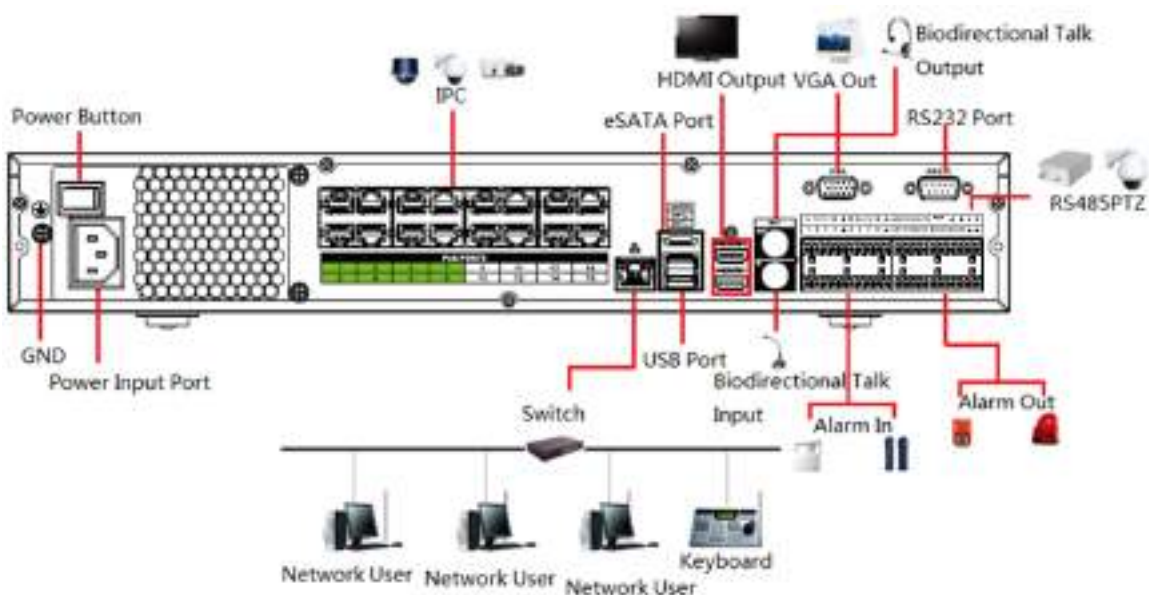 Biodirectional Talk
Output
HDMI Output
VGA Out
IPC
Power Button
eSATA Port
RS232 Port
RS485PTZ
GND
Power Input Port
USB Port
Biodirectional Talk
Input
Switch
Alarm In
Alarm Out
Network User
Network User
Network User
Keyboard